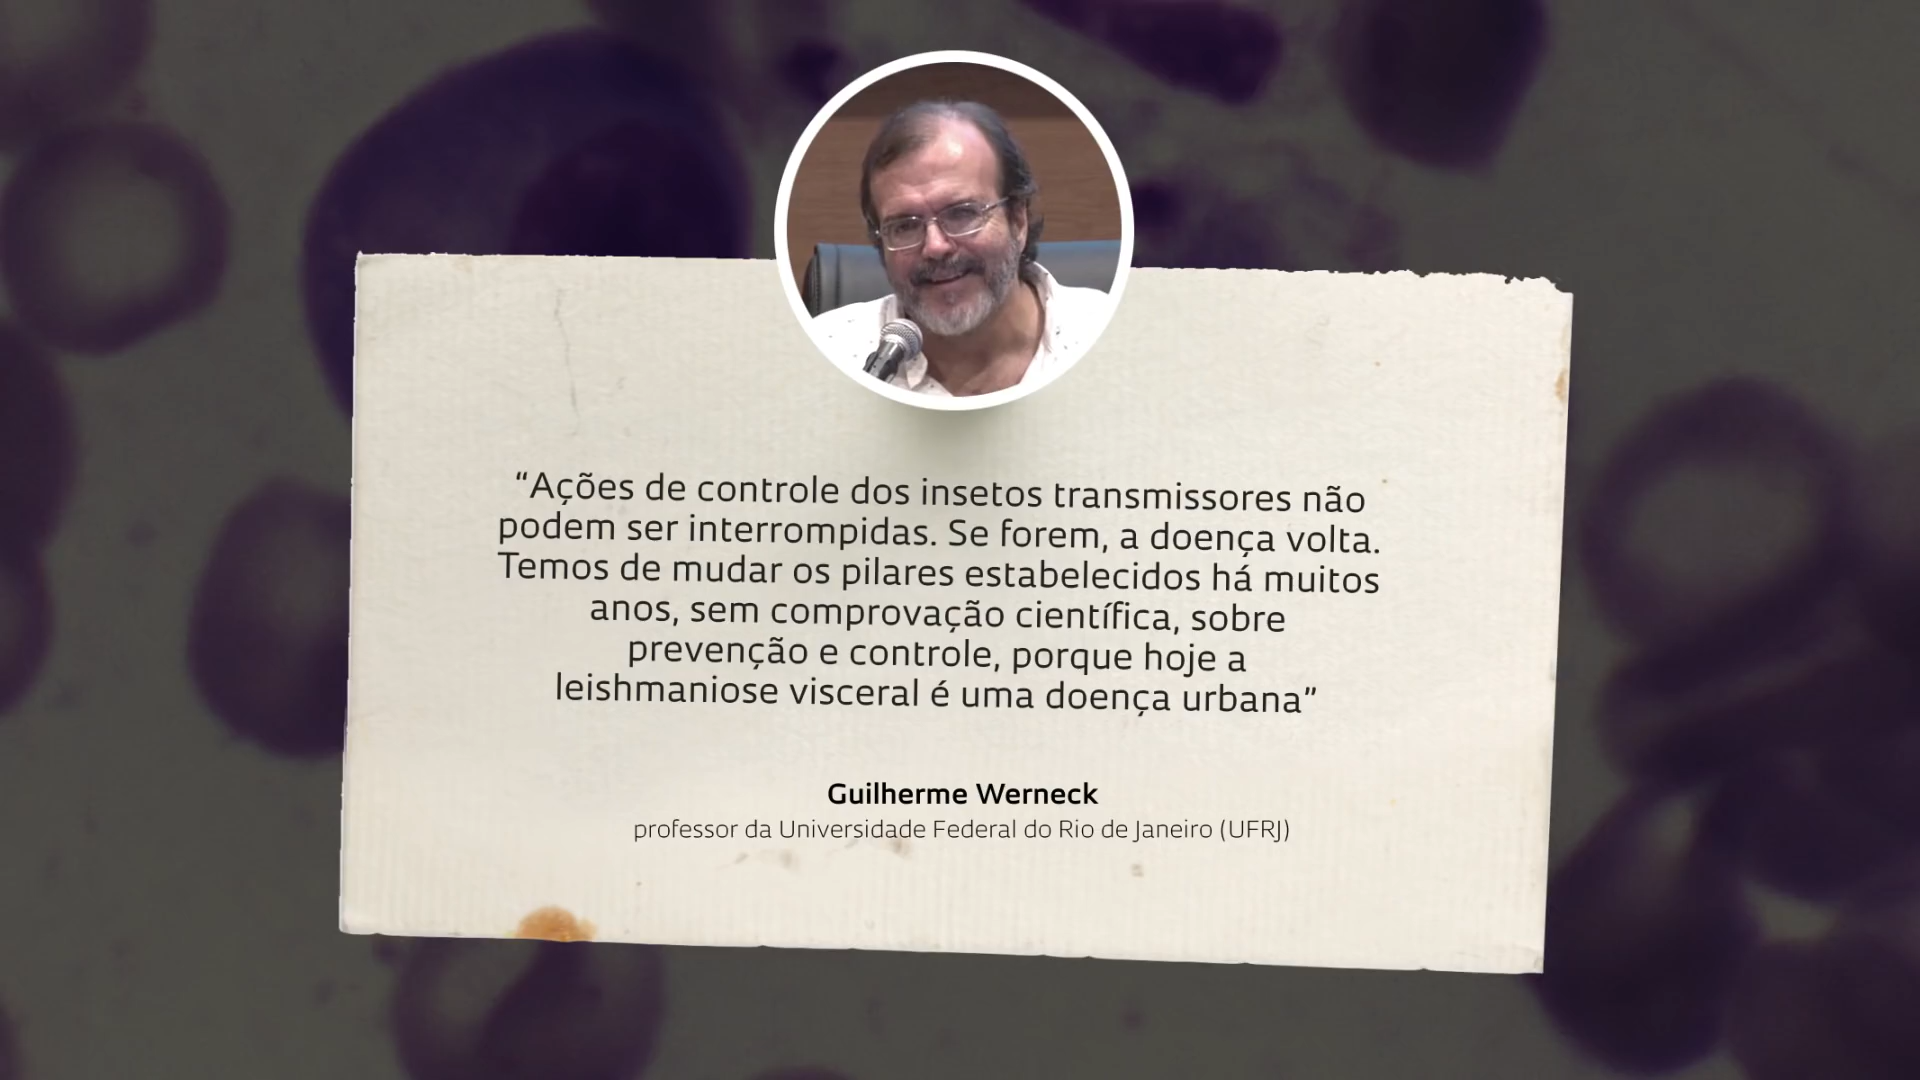 “Ações de controle dos insetos transmissores não
podem ser interrompidas. Se forem, a doença volta.
Temos de mudar os pilares estabelecidos há muitos
anos, sem comprovação científica, sobre
prevenção e controle, porque hoje a
leishmaniose visceral é uma doença urbana”
Guilherme Werneck
professor da Universidade Federal do Rio de Janeiro (UFRJ)